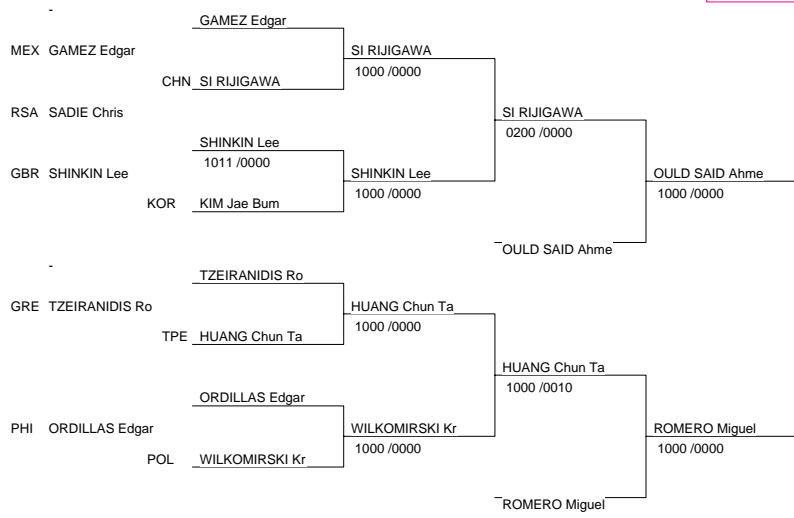 -
GAMEZ Edgar
MEX GAMEZ Edgar
SI RIJIGAWA
1000 /0000
CHN SI RIJIGAWA
RSA SADIE Chris
SI RIJIGAWA
0200 /0000
SHINKIN Lee
1011 /0000
GBR SHINKIN Lee
SHINKIN Lee
1000 /0000
OULD SAID Ahme
1000 /0000
KOR KIM Jae Bum
OULD SAID Ahme
-
TZEIRANIDIS Ro
GRE TZEIRANIDIS Ro
HUANG Chun Ta
1000 /0000
TPE HUANG Chun Ta
HUANG Chun Ta
1000 /0010
ORDILLAS Edgar
PHI ORDILLAS Edgar
WILKOMIRSKI Kr
1000 /0000
ROMERO Miguel
1000 /0000
POL WILKOMIRSKI Kr
ROMERO Miguel